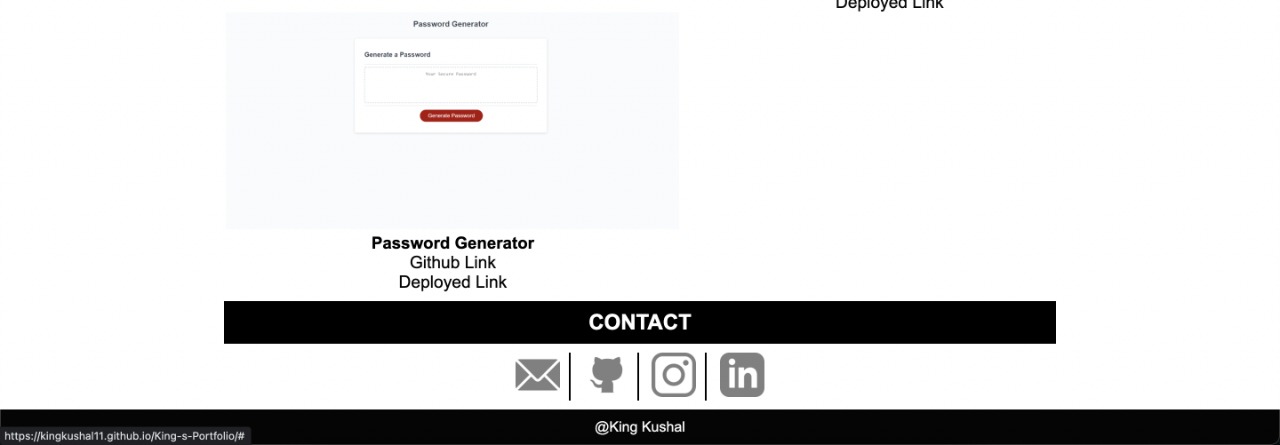 Deployed Link
Password Generator
Generate a Password
Your Secure Password
Generate Password
Password Generator
Github Link
Deployed Link
CONTACT
in
@King Kushal
https://kingkushal11.github.io/King-s-Portfolio/#